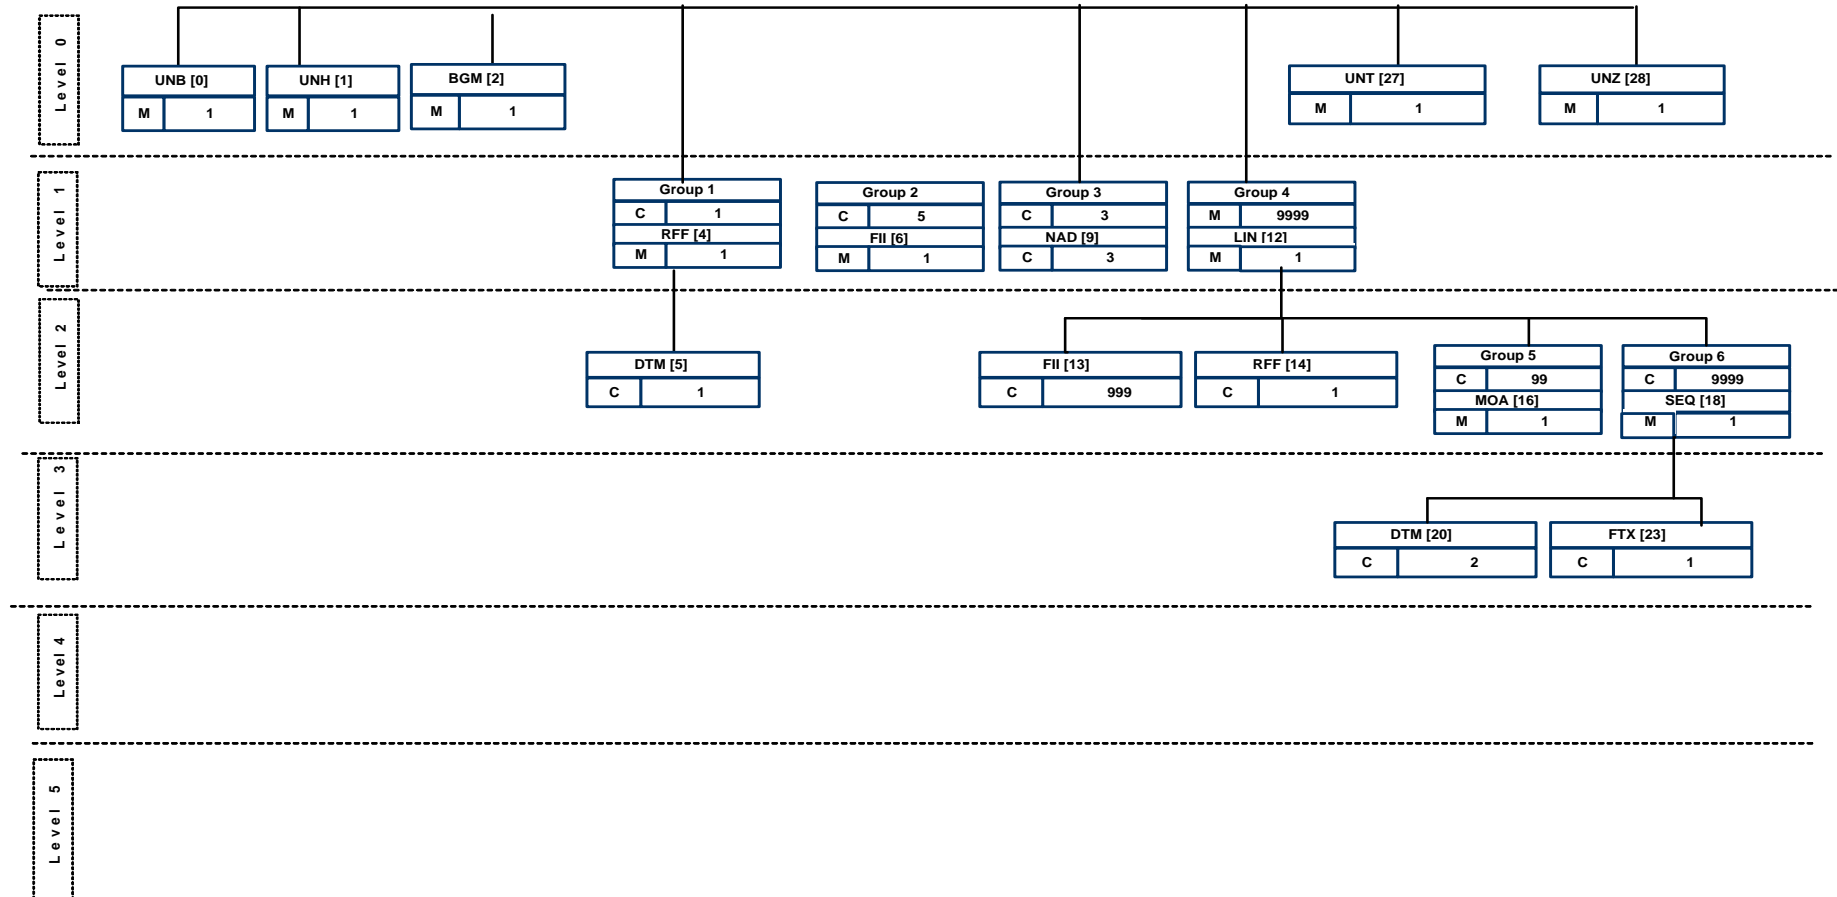 Level 0
UNB [0]
M 1
UNH [1]
M 1
BGM [2]
M 1
UNT [27]
M 1
UNZ [28]
M 1
Level 1
Group 1
C 1
RFF [4]
M 1
Group 2
C 5
FII [6]
M 1
Group 3
C 3
NAD [9]
C 3
Group 4
M 9999
LIN [12]
M 1
Level 2
DTM [5]
C 1
FII [13]
C 999
RFF [14]
C 1
Group 5
C 99
MOA [16]
M 1
Group 6
C 9999
SEQ [18]
M 1
Level 3
DTM [20]
C 2
FTX [23]
C 1
Level 4
Level 5